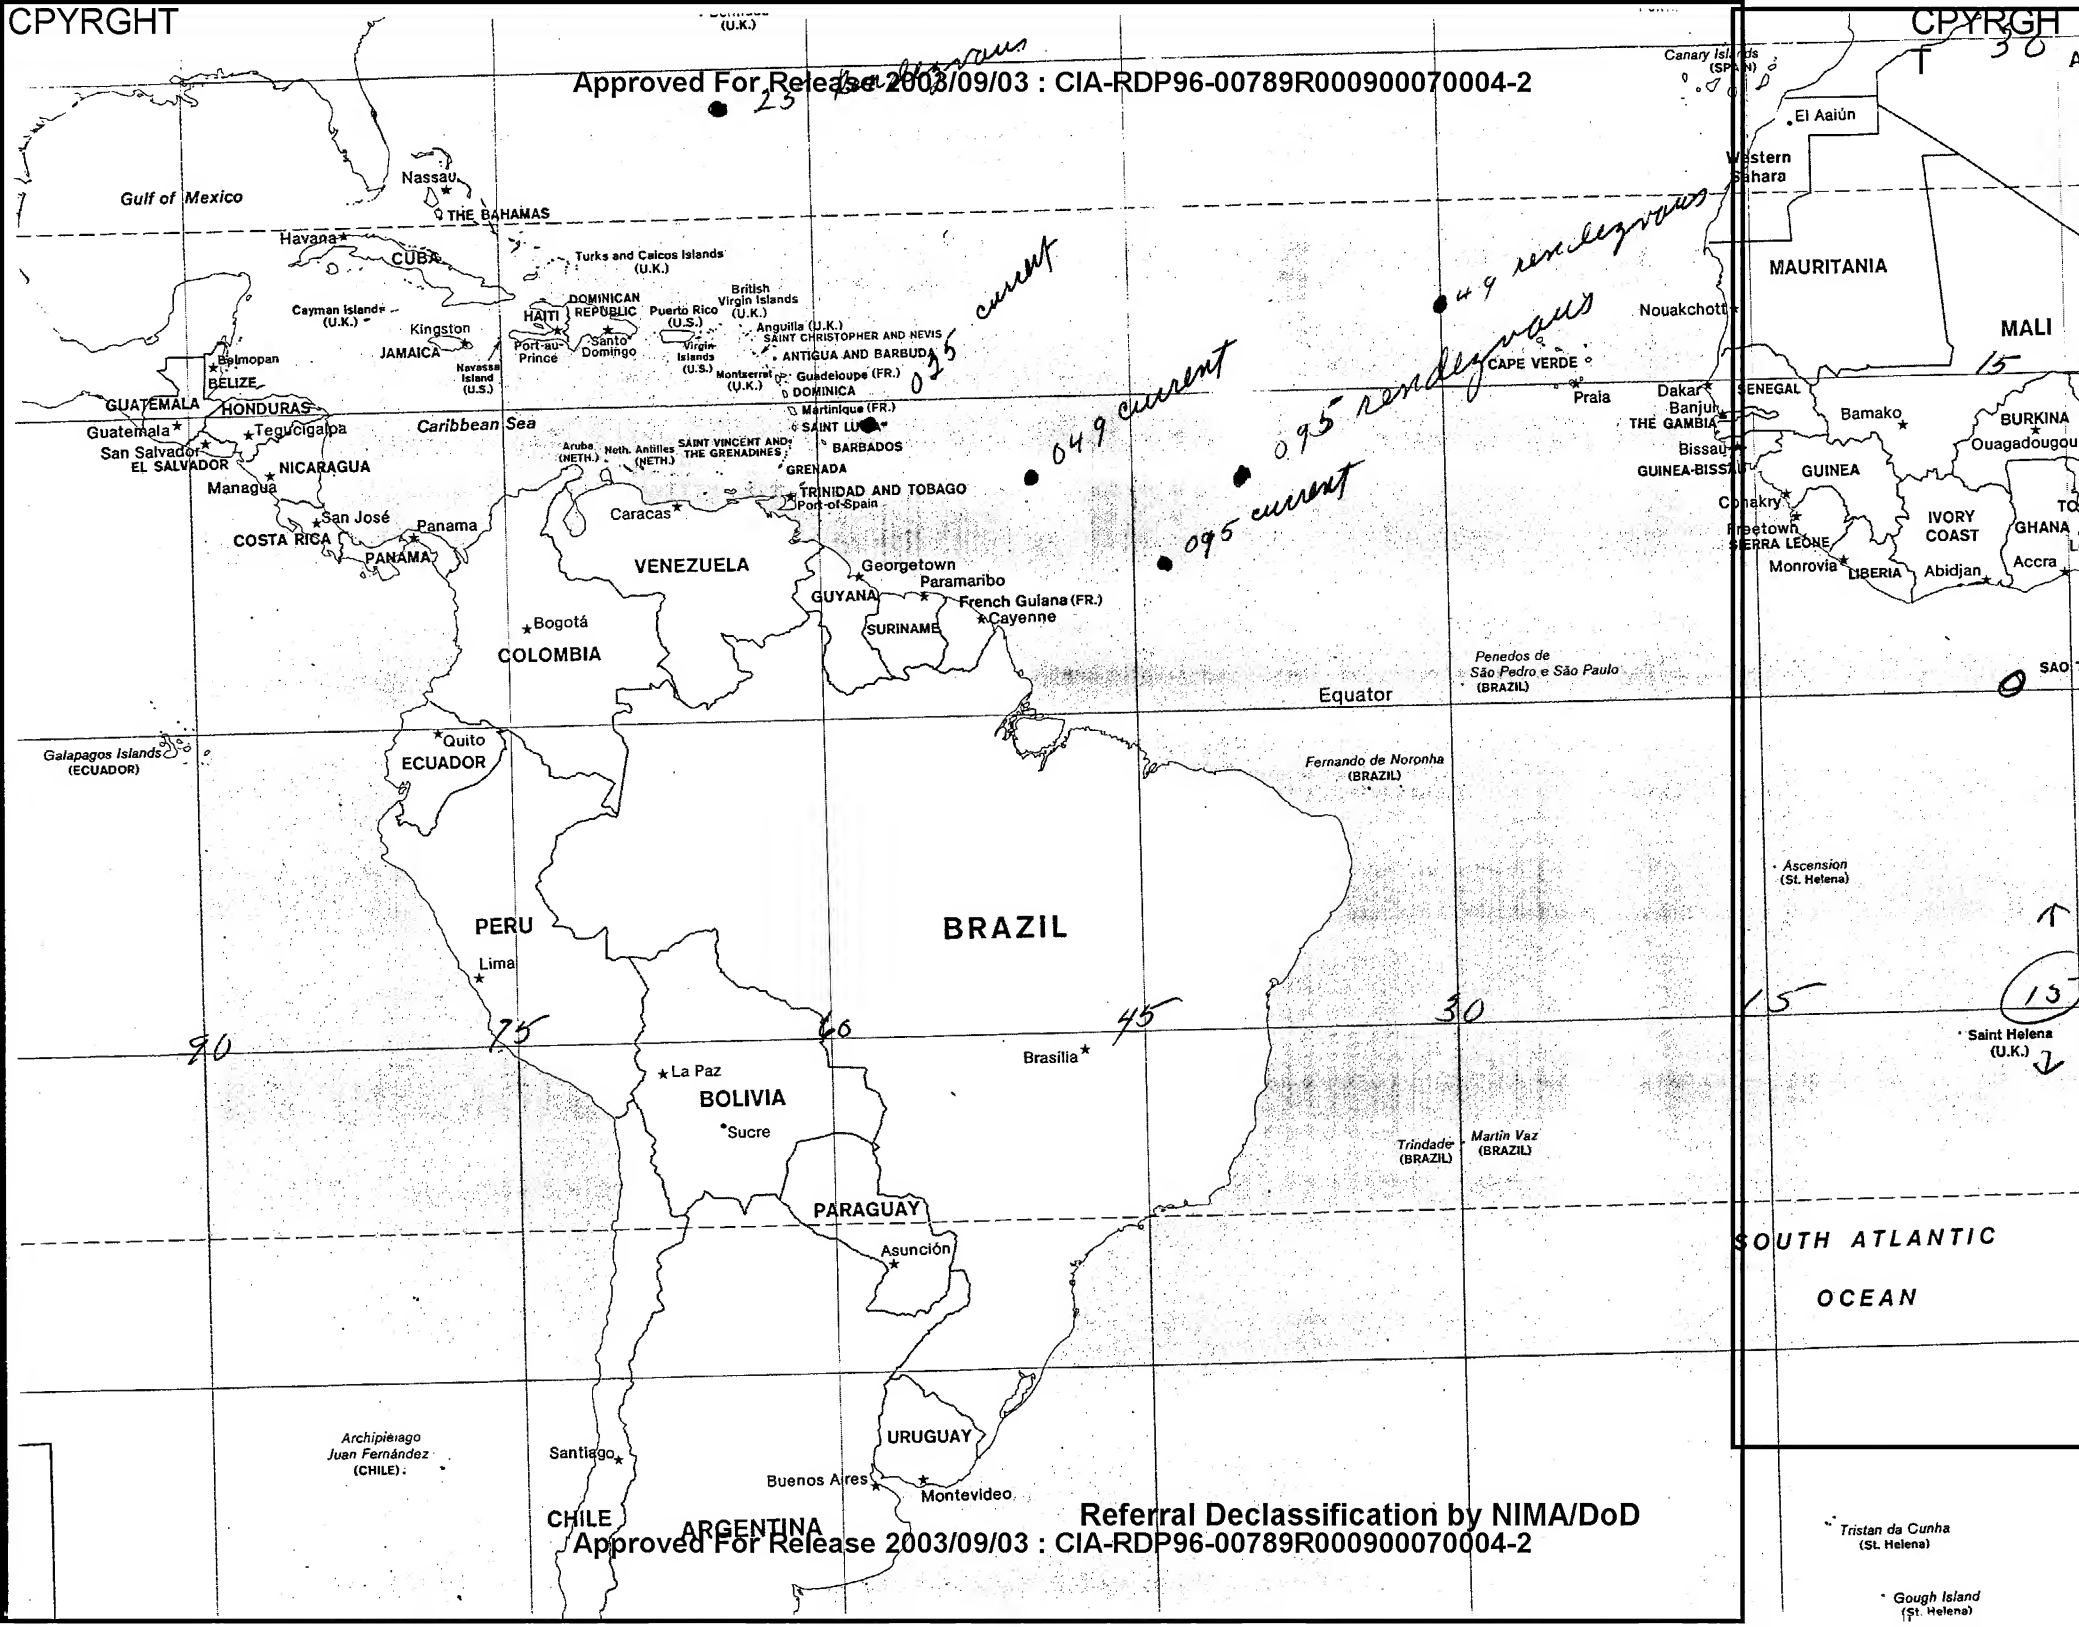 CPYRGHT
CPYRGH
T
(U.K.)
30
Approved For Release 2003/09/03 : CIA-RDP96-00789R000900070004-2
25 Rendezvous
Canary Islands
(SPAIN)
El Aaiún
Western
Sahara
Gulf of Mexico
Nassau
THE BAHAMAS
Havana
CUBA
Turks and Caicos Islands
(U.K.)
025 current
49 rendezvous
MAURITANIA
Nouakchott
MALI
Cayman Islands
(U.K.)
Kingston
JAMAICA
Navassa
Island
(U.S.)
HAITI
Port-au-
Prince
DOMINICAN
REPUBLIC
Santo
Domingo
Puerto Rico
(U.S.)
British
Virgin Islands
(U.K.)
Virgin
Islands
(U.S.)
Anguilla (U.K.)
SAINT CHRISTOPHER AND NEVIS
ANTIGUA AND BARBUDA
Montserrat
(U.K.)
Guadeloupe (FR.)
DOMINICA
Martinique (FR.)
SAINT LUCIA
BARBADOS
SAINT VINCENT AND
THE GRENADINES
GRENADA
TRINIDAD AND TOBAGO
Port-of-Spain
Aruba
(NETH.)
Neth. Antilles
(NETH.)
Caribbean Sea
Belmopan
BELIZE
GUATEMALA
Guatemala
HONDURAS
Tegucigalpa
San Salvador
EL SALVADOR
NICARAGUA
Managua
San José
COSTA RICA
Panama
PANAMA
049 current
095 rendezvous
095 current
CAPE VERDE
Praia
15
Dakar
SENEGAL
Banjul
THE GAMBIA
Bissau
GUINEA-BISSAU
GUINEA
Conakry
Freetown
SIERRA LEONE
Monrovia
LIBERIA
Bamako
BURKINA
Ouagadougou
IVORY
COAST
Abidjan
TO
GHANA
Accra
Caracas
VENEZUELA
Georgetown
GUYANA
Paramaribo
SURINAME
French Guiana (FR.)
Cayenne
Bogotá
COLOMBIA
Penedos de
São Pedro e São Paulo
(BRAZIL)
SAO
Equator
Galapagos Islands
(ECUADOR)
Quito
ECUADOR
Fernando de Noronha
(BRAZIL)
Ascension
(St. Helena)
PERU
Lima
BRAZIL
90
75
60
45
30
15
15
Saint Helena
(U.K.)
Brasília
La Paz
BOLIVIA
Sucre
Trindade
(BRAZIL)
Martin Vaz
(BRAZIL)
PARAGUAY
Asunción
SOUTH ATLANTIC
OCEAN
Archipiélago
Juan Fernández
(CHILE)
Santiago
CHILE
URUGUAY
Buenos Aires
Montevideo
ARGENTINA
Referral Declassification by NIMA/DoD
Approved For Release 2003/09/03 : CIA-RDP96-00789R000900070004-2
Tristan da Cunha
(St. Helena)
Gough Island
(St. Helena)